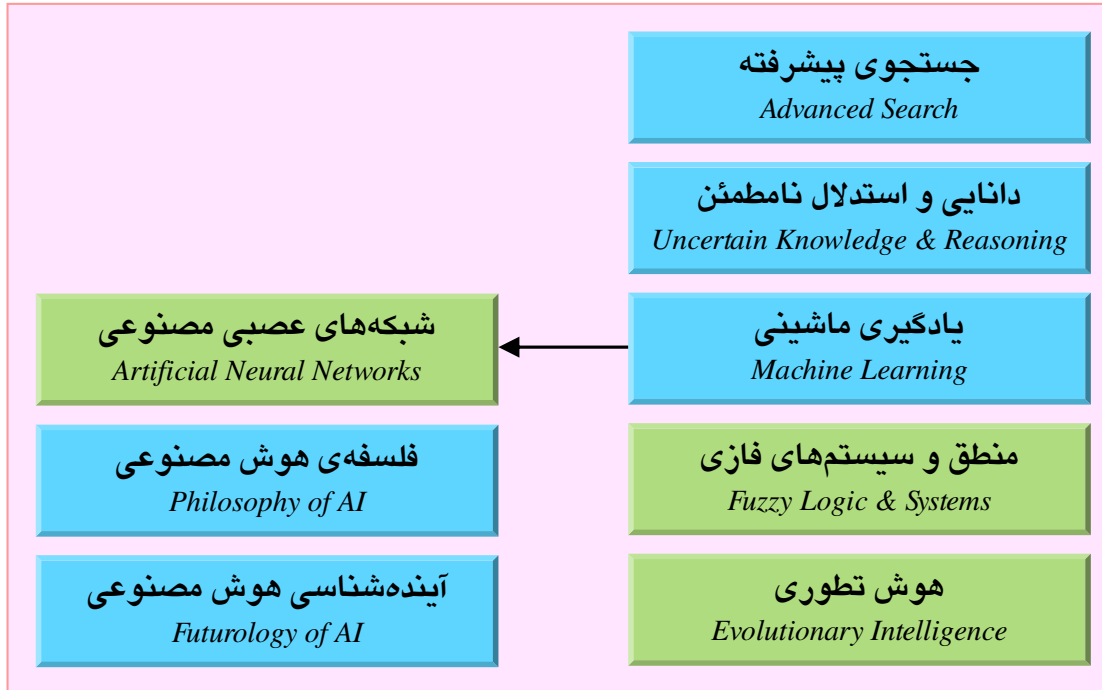 جستجوی پیشرفته
Advanced Search
دانایی و استدلال نامطمئن
Uncertain Knowledge & Reasoning
یادگیری ماشینی
Machine Learning
شبکه‌های عصبی مصنوعی
Artificial Neural Networks
منطق و سیستم‌های فازی
Fuzzy Logic & Systems
فلسفه‌ی هوش مصنوعی
Philosophy of AI
هوش تطوری
Evolutionary Intelligence
آینده‌شناسی هوش مصنوعی
Futurology of AI